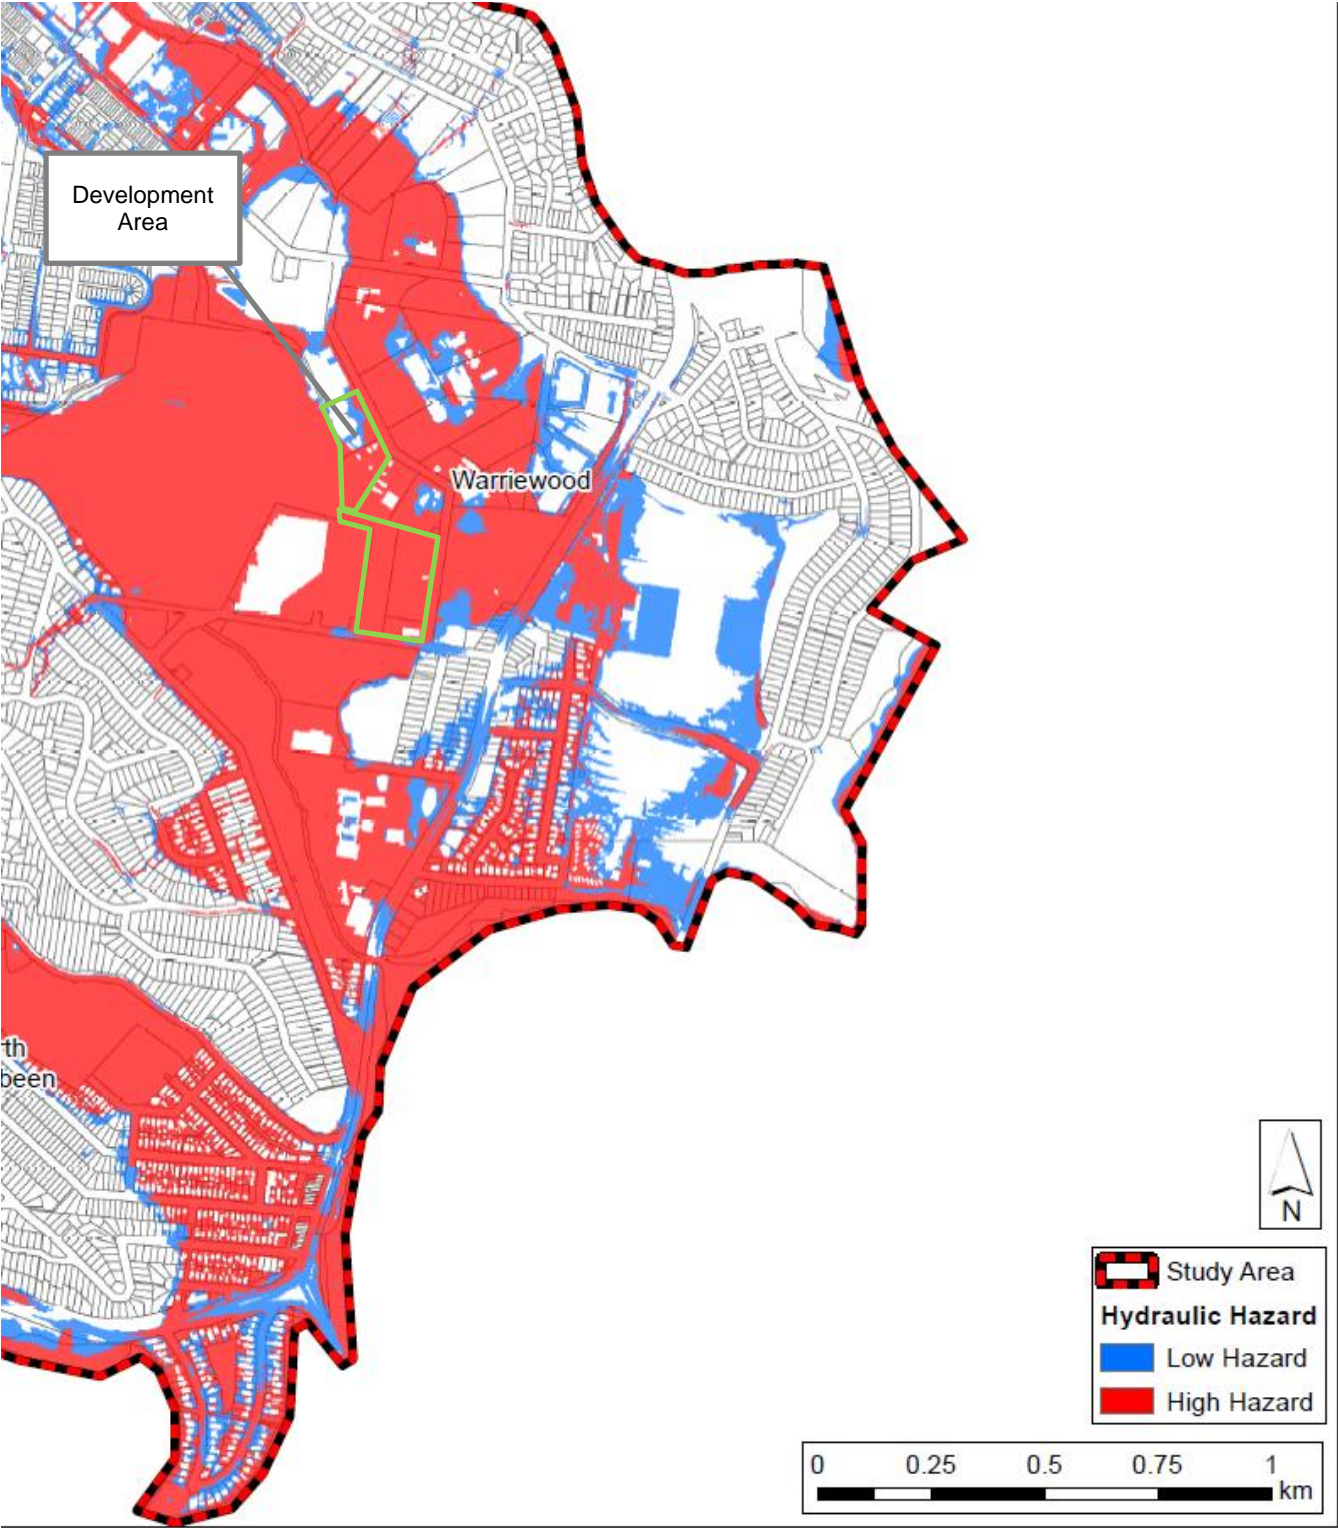 Development
Area
Warriewood
th
been
N
Study Area
Hydraulic Hazard
Low Hazard
High Hazard
0 0.25 0.5 0.75 1
km